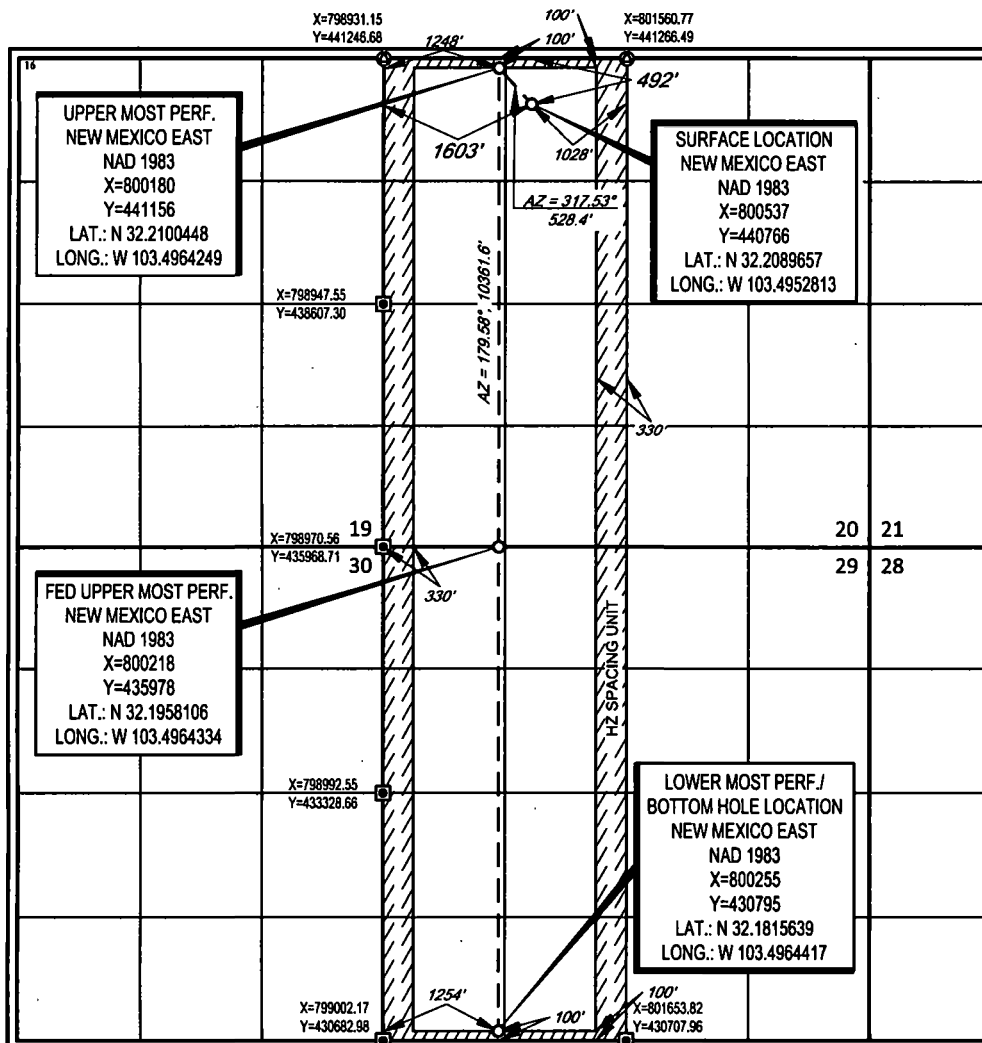 X=798931.15
Y=441246.68
1248'
100'
100'
X=801560.77
Y=441266.49
16
492'
UPPER MOST PERF.
NEW MEXICO EAST
NAD 1983
X=800180
Y=441156
LAT.: N 32.2100448
LONG.: W 103.4964249
1603'
1028'
SURFACE LOCATION
NEW MEXICO EAST
NAD 1983
X=800537
Y=440766
LAT.: N 32.2089657
LONG.: W 103.4952813
AZ = 317.53°
528.4'
AZ = 179.58°, 10361.6'
X=798947.55
Y=438607.30
330'
X=798970.56
Y=435968.71
19
30
20
21
29
28
330'
FED UPPER MOST PERF.
NEW MEXICO EAST
NAD 1983
X=800218
Y=435978
LAT.: N 32.1958106
LONG.: W 103.4964334
HZ SPACING UNIT
X=798992.55
Y=433328.66
LOWER MOST PERF./
BOTTOM HOLE LOCATION
NEW MEXICO EAST
NAD 1983
X=800255
Y=430795
LAT.: N 32.1815639
LONG.: W 103.4964417
X=799002.17
Y=430682.98
1254'
100'
100'
X=801653.82
Y=430707.96